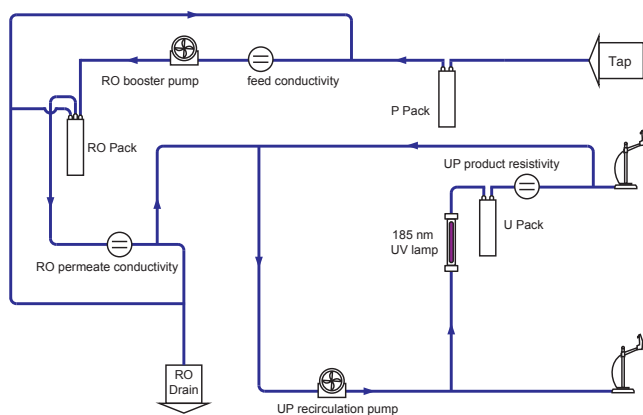 Tap
RO booster pump
feed conductivity
P Pack
RO Pack
UP product resistivity
U Pack
185 nm
UV lamp
RO permeate conductivity
RO
Drain
UP recirculation pump